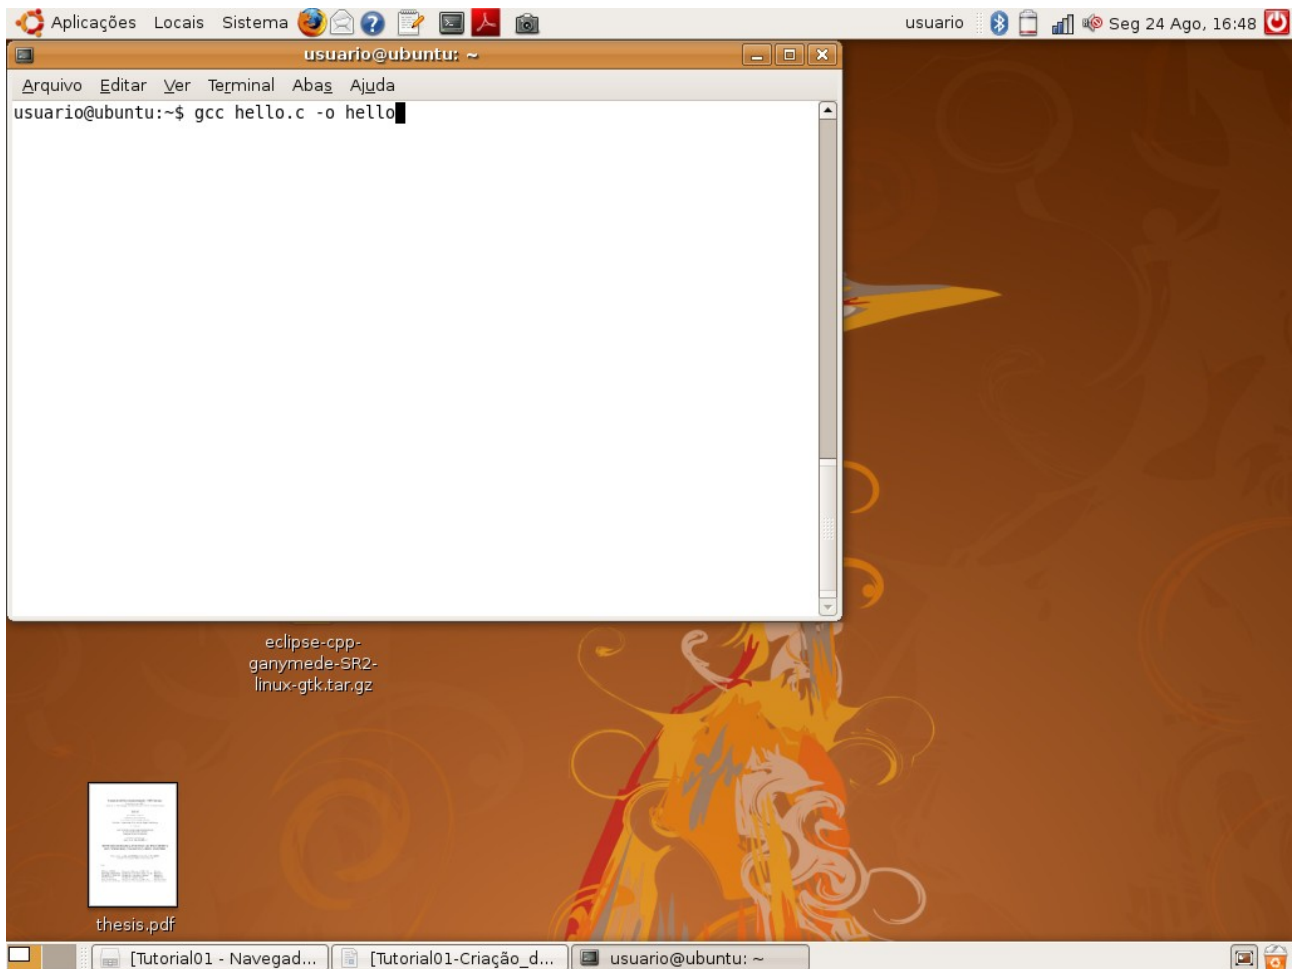 Aplicações Locais Sistema
usuario
Seg 24 Ago, 16:48
usuario@ubuntu: ~
Arquivo Editar Ver Terminal Abas Ajuda
usuario@ubuntu:~$ gcc hello.c -o hello
eclipse-cpp-
ganymede-SR2-
linux-gtk.tar.gz
thesis.pdf
[Tutorial01 - Navegad...
[Tutorial01-Criação_d...
usuario@ubuntu: ~